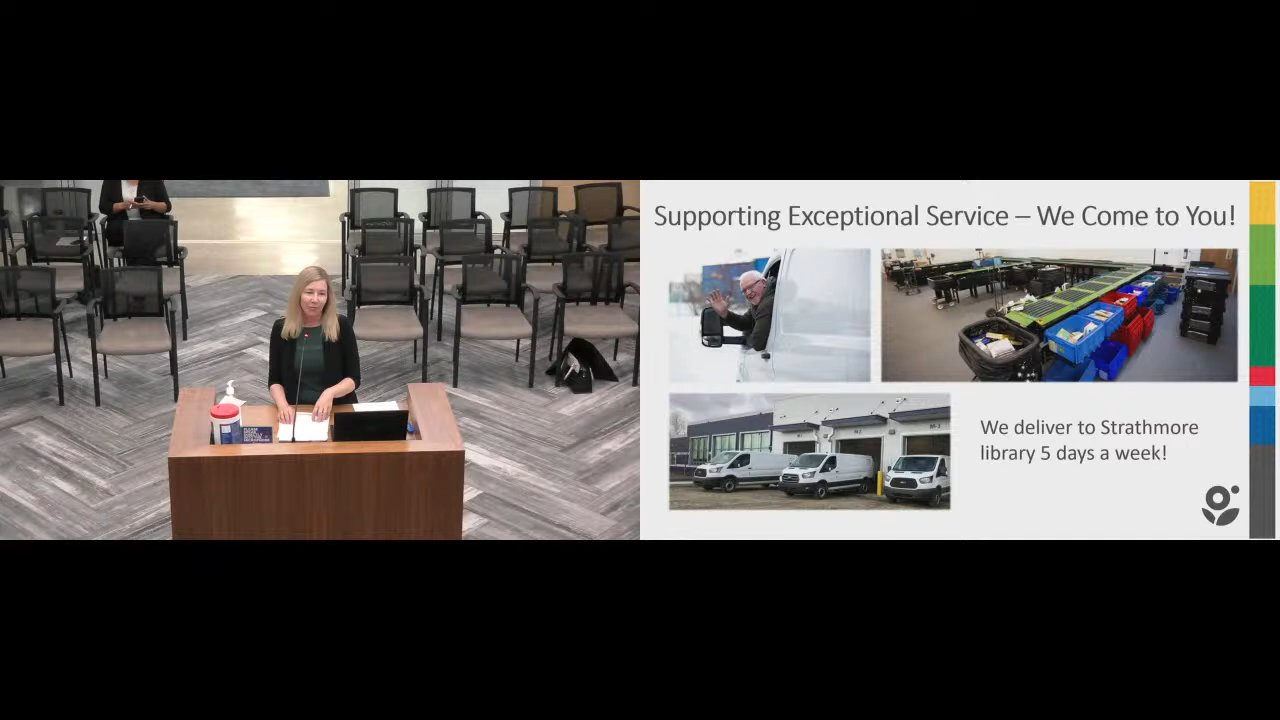 Supporting Exceptional Service – We Come to You!
We deliver to Strathmore
library 5 days a week!